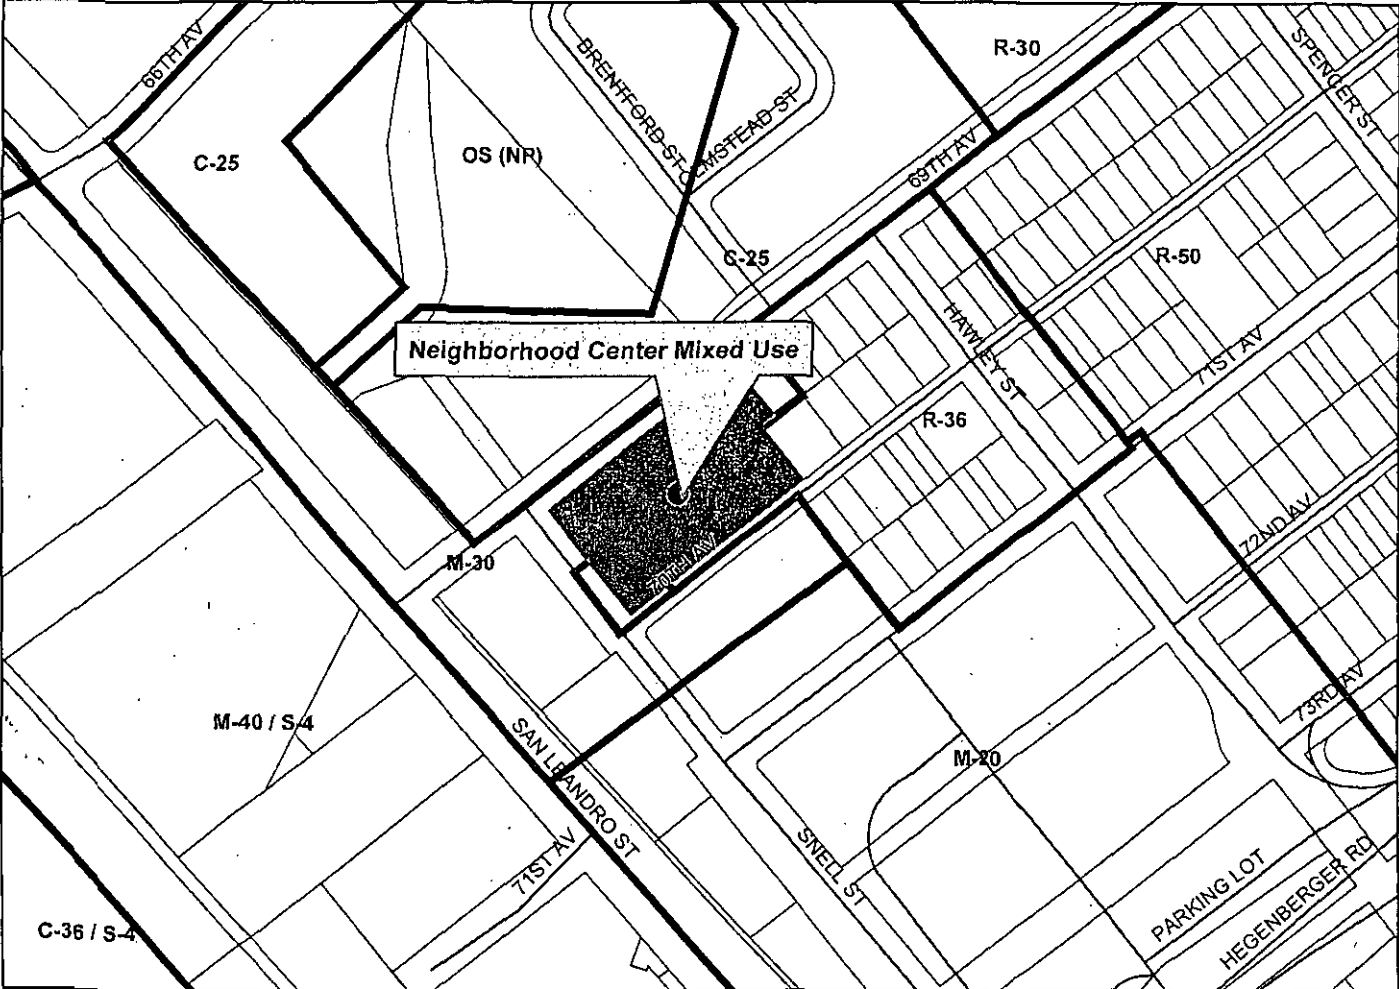 66TH AV
BRENTFORD ST
OLMSTEAD ST
R-30
SPENCER ST
C-25
OS (NP)
69TH AV
C-25
R-50
HAWLEY ST
71ST AV
Neighborhood Center Mixed Use
R-36
72ND AV
70TH AV
M-30
73RD AV
M-40 / S-4
SAN LEANDRO ST
M-20
71ST AV
SNELL ST
PARKING LOT
HEGENBERGER RD
C-36 / S-4